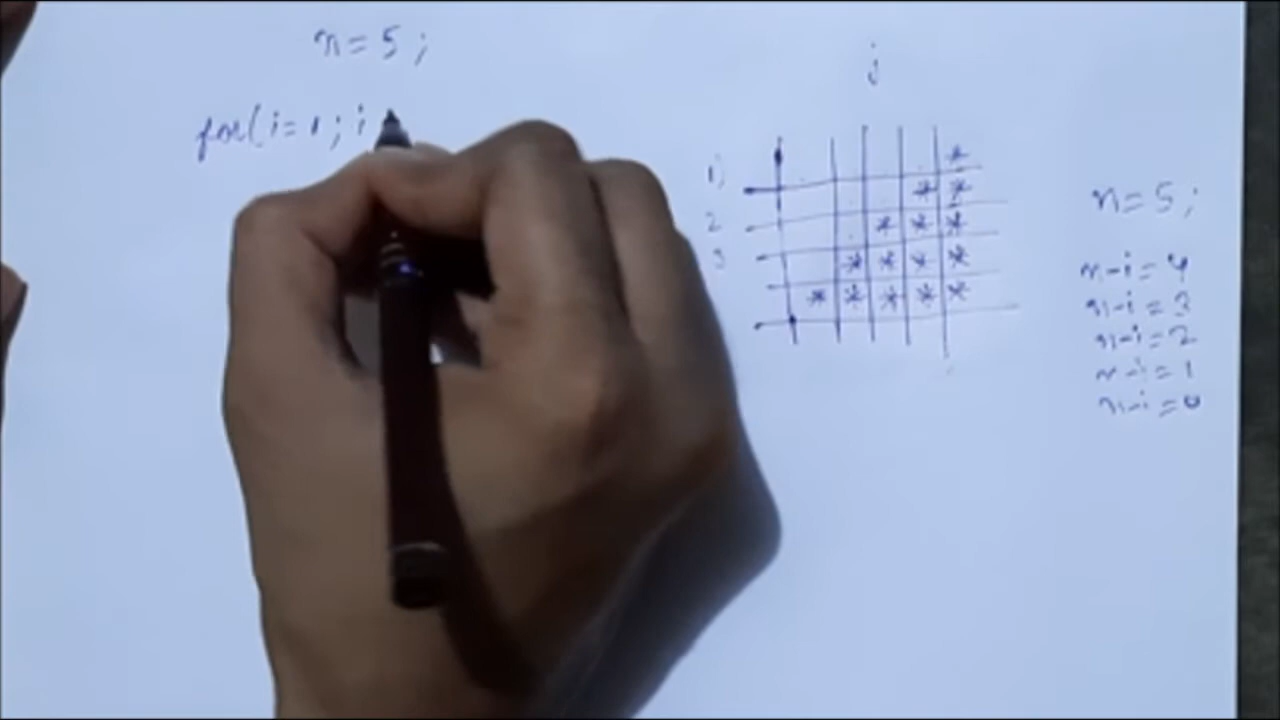 n = 5 ;
for( i = 1 ; i
j
1)
2
3
*
* *
* * *
* * * *
* * * * *
n = 5 ;
n-i = 4
n-i = 3
n-i = 2
n-i = 1
n-i = 0